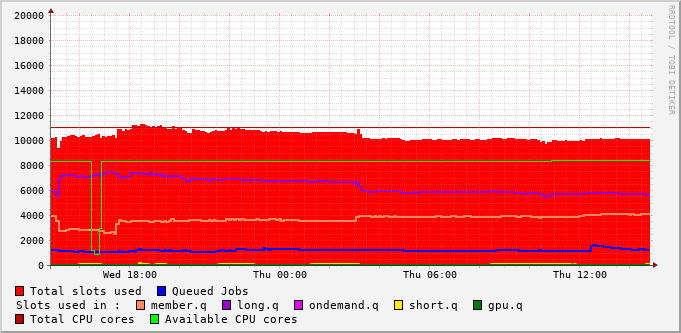 20000
18000
16000
14000
12000
10000
8000
6000
4000
2000
0
Wed 18:00 Thu 00:00 Thu 06:00 Thu 12:00
RRDTOOL / TOBI OETIKER
Total slots used Queued Jobs
Slots used in : member.q long.q ondemand.q short.q gpu.q
Total CPU cores Available CPU cores